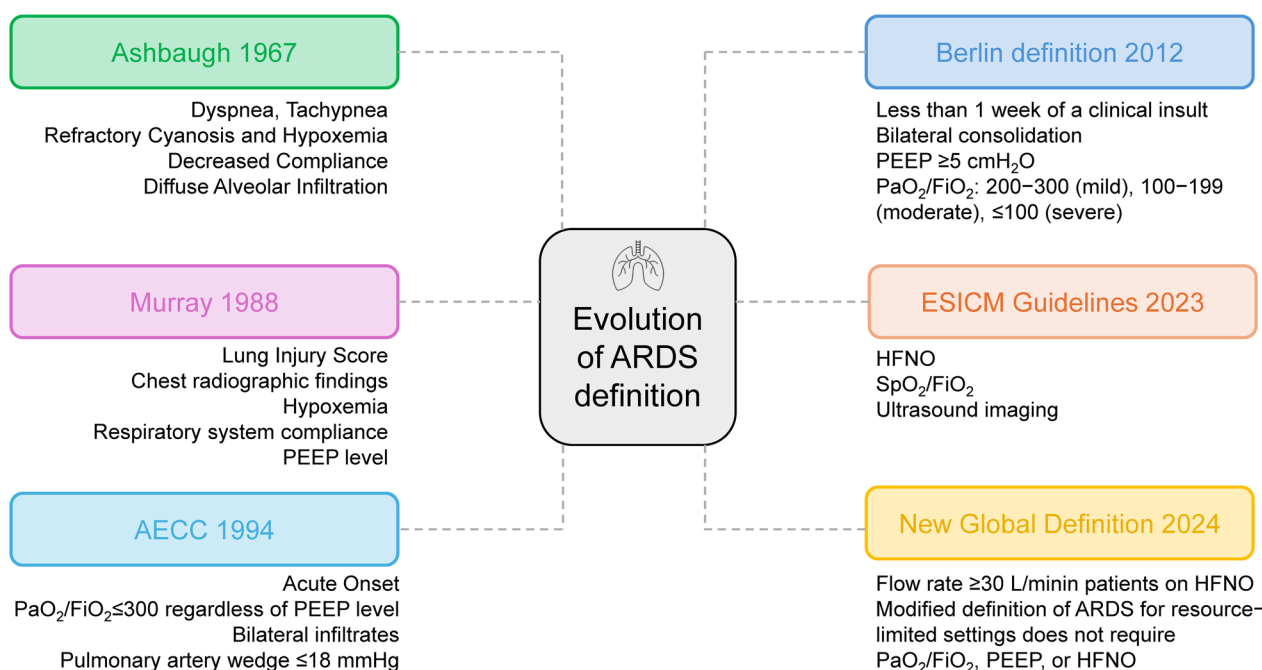 Ashbaugh 1967
Dyspnea, Tachypnea
Refractory Cyanosis and Hypoxemia
Decreased Compliance
Diffuse Alveolar Infiltration
Murray 1988
Lung Injury Score
Chest radiographic findings
Hypoxemia
Respiratory system compliance
PEEP level
AECC 1994
Acute Onset
PaO₂/FiO₂≤300 regardless of PEEP level
Bilateral infiltrates
Pulmonary artery wedge ≤18 mmHg
Evolution
of ARDS
definition
Berlin definition 2012
Less than 1 week of a clinical insult
Bilateral consolidation
PEEP ≥5 cmH₂O
PaO₂/FiO₂: 200−300 (mild), 100−199
(moderate), ≤100 (severe)
ESICM Guidelines 2023
HFNO
SpO₂/FiO₂
Ultrasound imaging
New Global Definition 2024
Flow rate ≥30 L/minin patients on HFNO
Modified definition of ARDS for resource−
limited settings does not require
PaO₂/FiO₂, PEEP, or HFNO